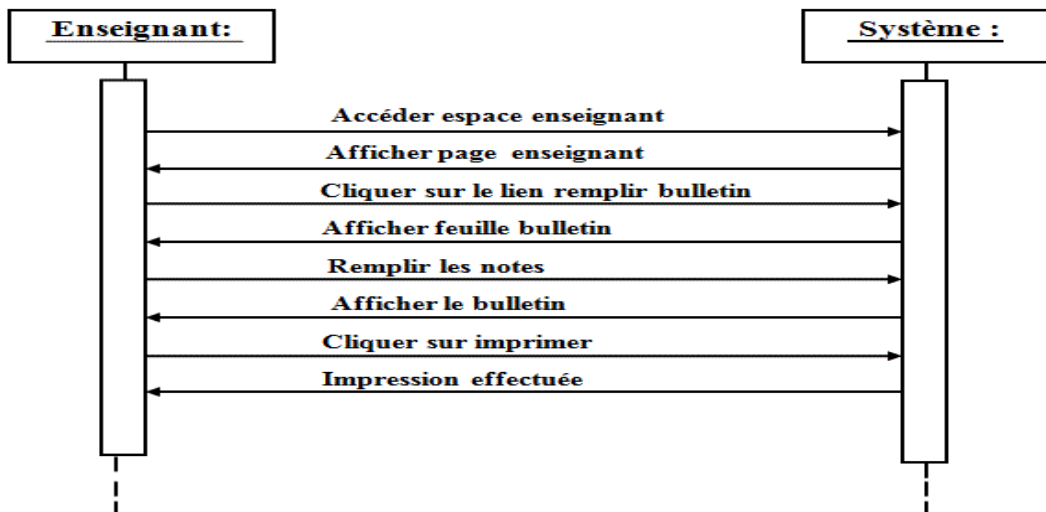 Enseignant:
Système :
Accéder espace enseignant
Afficher page enseignant
Cliquer sur le lien remplir bulletin
Afficher feuille bulletin
Remplir les notes
Afficher le bulletin
Cliquer sur imprimer
Impression effectuée